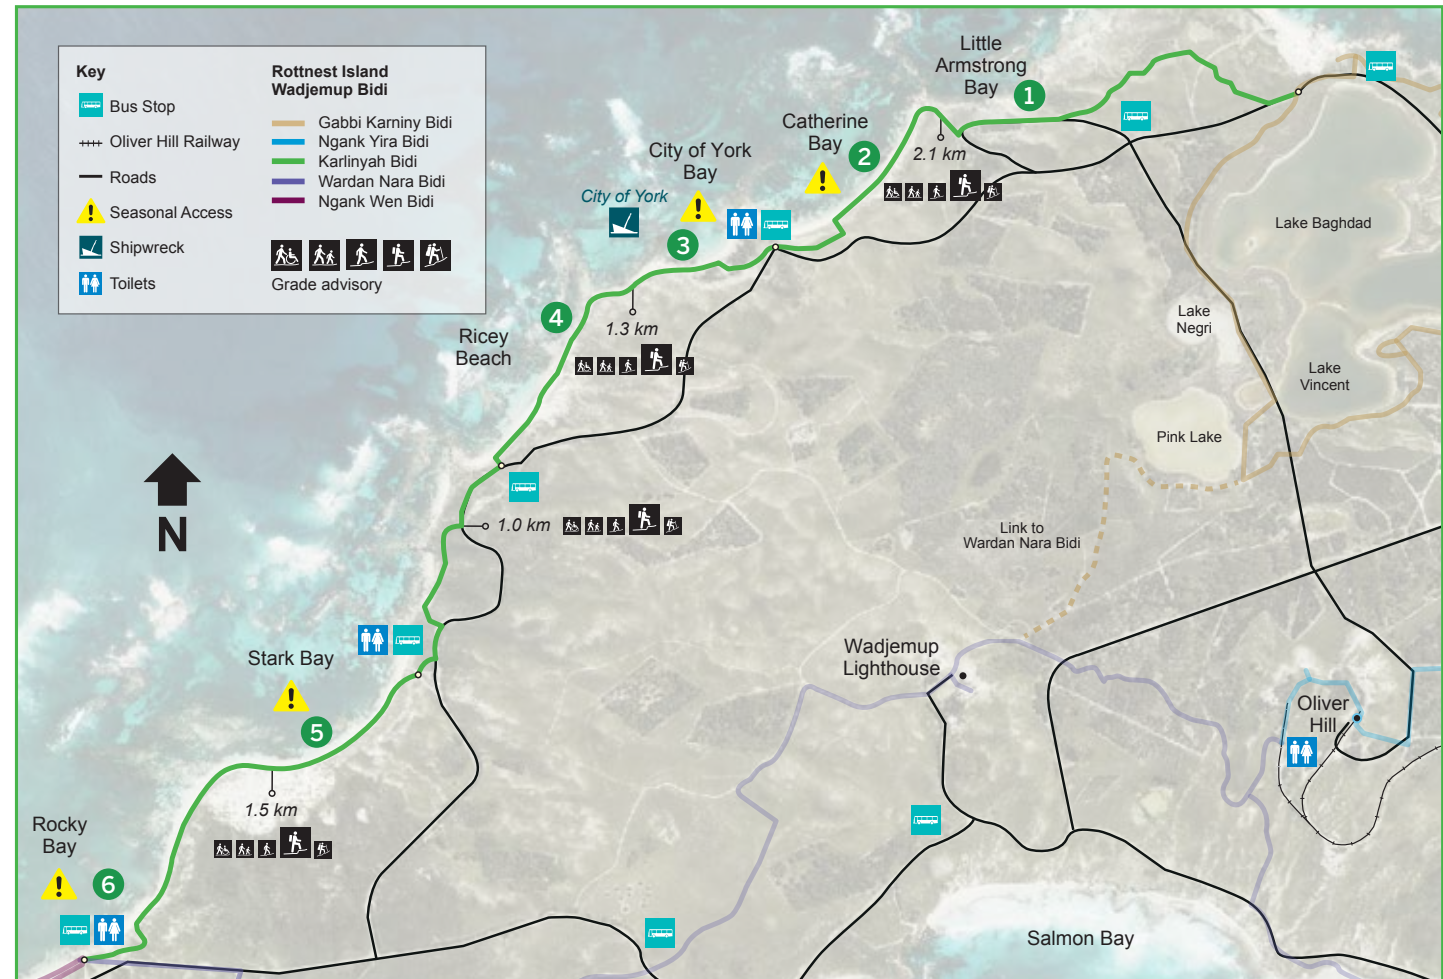 Key
Bus Stop
Oliver Hill Railway
Roads
Seasonal Access
Shipwreck
Toilets
Rottnest Island
Wadjemup Bidi
Gabbi Karniny Bidi
Ngank Yira Bidi
Karlinyah Bidi
Wardan Nara Bidi
Ngank Wen Bidi
Grade advisory
Little
Armstrong
Bay
1
Catherine
Bay
2
2.1 km
City of York
Bay
City of York
3
4
1.3 km
Ricey
Beach
N
1.0 km
Stark Bay
5
1.5 km
Rocky
Bay
6
Lake Baghdad
Lake
Negri
Lake
Vincent
Pink Lake
Link to
Wardan Nara Bidi
Wadjemup
Lighthouse
Oliver
Hill
Salmon Bay